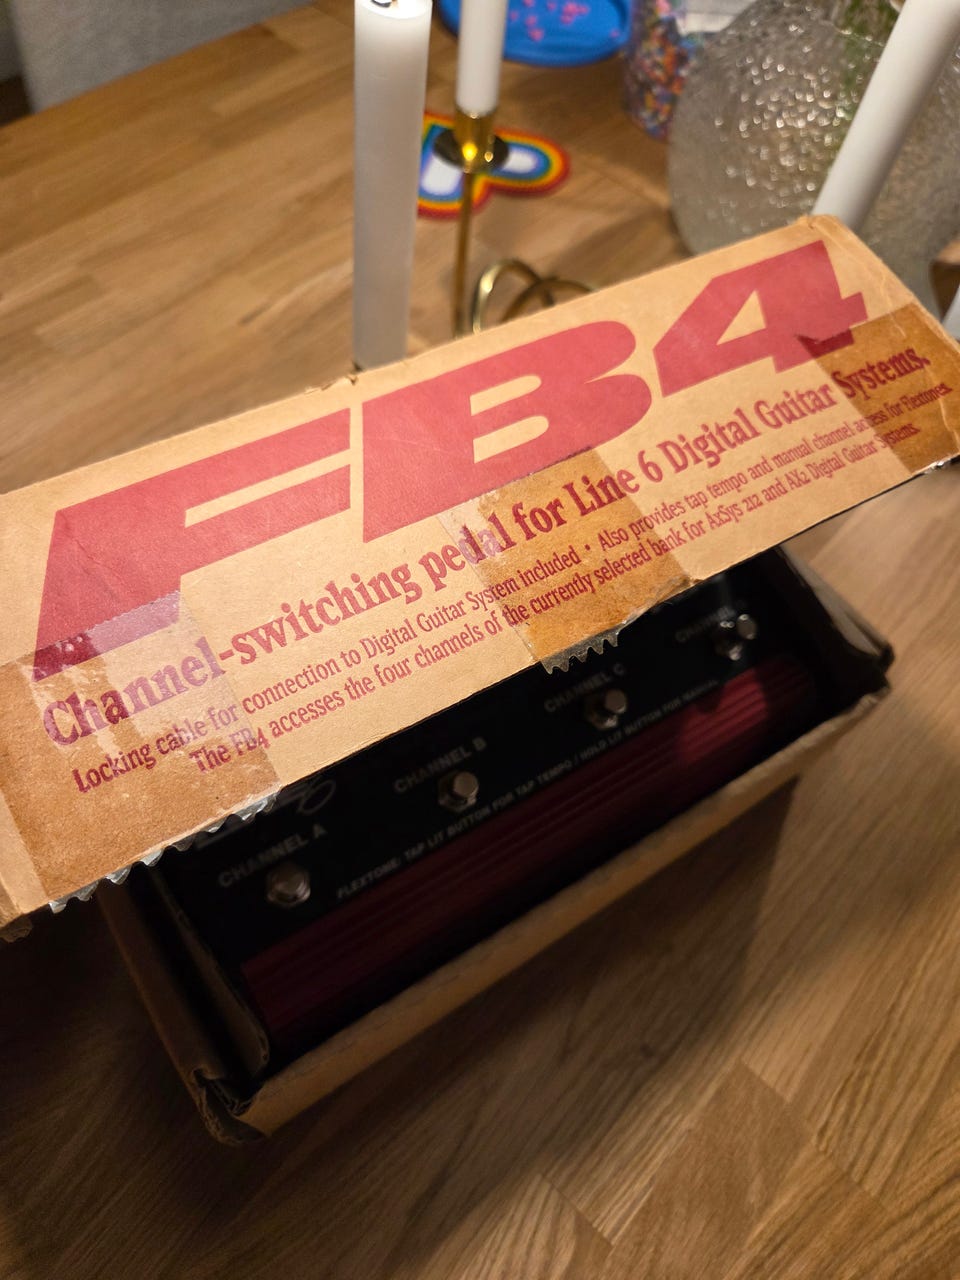 FB4
Channel-switching pedal for Line 6 Digital Guitar Systems.
Locking cable for connection to Digital Guitar System included • Also provides tap tempo and manual channel access for Flextones
The FB4 accesses the four channels of the currently selected bank for AxSys 212 and AX2 Digital Guitar Systems.
CHANNEL A
CHANNEL B
CHANNEL C
CHANNEL
FLEXTONE: TAP LIT BUTTON FOR TAP TEMPO / HOLD LIT BUTTON FOR MANUAL